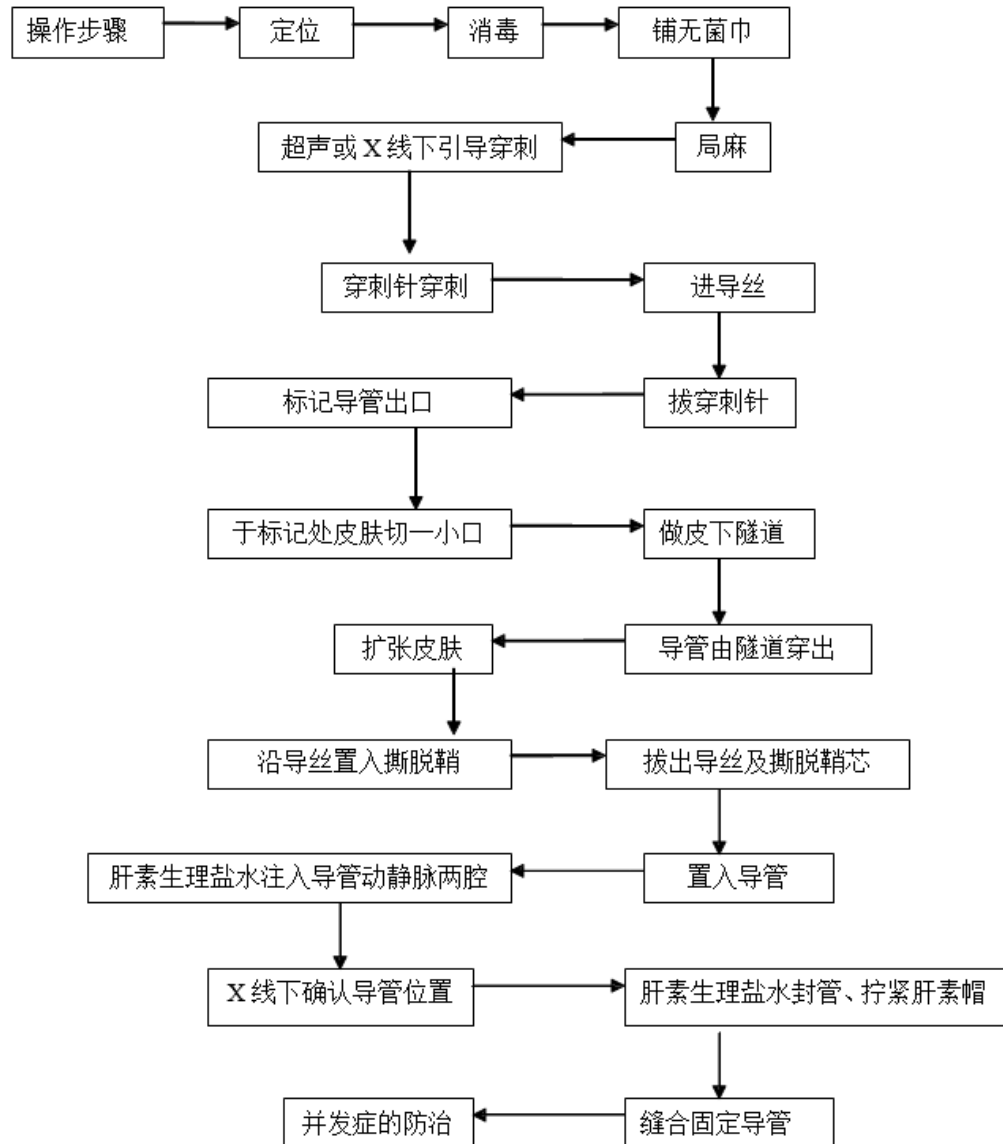 操作步骤
定位
消毒
铺无菌巾
局麻
超声或 X 线下引导穿刺
穿刺针穿刺
进导丝
拔穿刺针
标记导管出口
于标记处皮肤切一小口
做皮下隧道
导管由隧道穿出
扩张皮肤
沿导丝置入撕脱鞘
拔出导丝及撕脱鞘芯
置入导管
肝素生理盐水注入导管动静脉两腔
X 线下确认导管位置
肝素生理盐水封管、拧紧肝素帽
缝合固定导管
并发症的防治